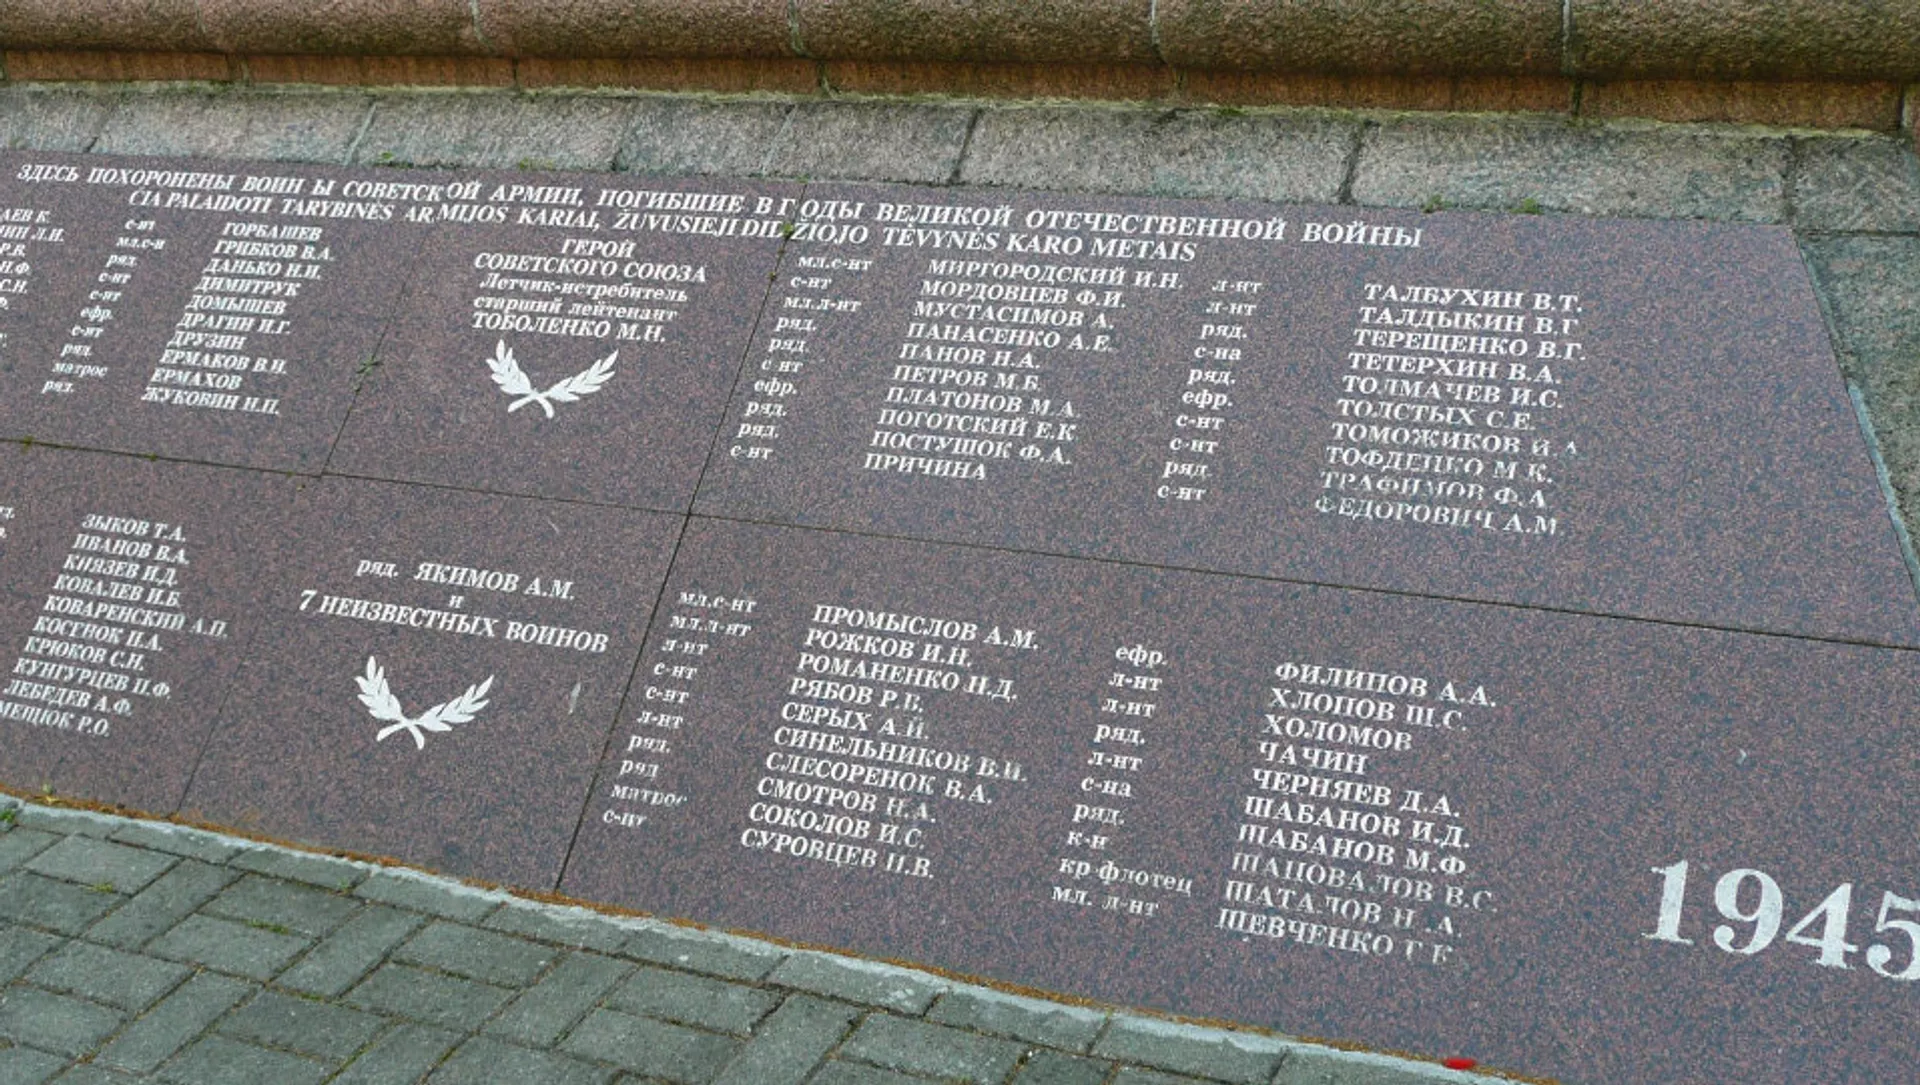 ЗДЕСЬ ПОХОРОНЕНЫ ВОИНЫ СОВЕТСКОЙ АРМИИ, ПОГИБШИЕ В ГОДЫ ВЕЛИКОЙ ОТЕЧЕСТВЕННОЙ ВОЙНЫ
ČIA PALAIDOTI TARYBINĖS ARMIJOS KARIAI, ŽUVUSIEJI DIDŽIOJO TĖVYNĖS KARO METAIS
с-нт ГОРБАШЕВ
мл.с-н ГРИБКОВ В.А.
ряд. ДАНЬКО Н.Н.
с-нт ДИМИТРУК
с-нт ДОМЫШЕВ
ефр. ДРАГИН И.Г.
с-нт ДРУЗИН
ряд. ЕРМАКОВ В.И.
матрос ЕРМАХОВ
ряд. ЖУКОВИН Н.П.
ГЕРОЙ
СОВЕТСКОГО СОЮЗА
Летчик-истребитель
старший лейтенант
ТОБОЛЕНКО М.Н.
мл.с-нт МИРГОРОДСКИЙ И.Н.
с-нт МОРДОВЦЕВ Ф.И.
мл.л-нт МУСТАСИМОВ А.
ряд. ПАНАСЕНКО А.Е.
ряд. ПАНОВ Н.А.
с-нт ПЕТРОВ М.Б.
ефр. ПЛАТОНОВ М.А.
ряд. ПОГОТСКИЙ Е.К
ряд. ПОСТУШОК Ф.А.
с-нт ПРИЧИНА
л-нт ТАЛБУХИН В.Т.
л-нт ТАЛДЫКИН В.Г
ряд. ТЕРЕЩЕНКО В.Г.
с-на ТЕТЕРХИН В.А.
ряд. ТОЛМАЧЕВ И.С.
ефр. ТОЛСТЫХ С.Е.
с-нт ТОМОЖИКОВ И.А
с-нт ТОФДЕНКО М.К.
ряд ТРАФИМОВ Ф.А
с-нт ФЕДОРОВИЧ А.М
ЗЫКОВ Т.А.
ИВАНОВ В.А.
КНЯЗЕВ И.Д.
КОВАЛЕВ И.Б.
КОВАРЕНСКИЙ А.П.
КОСТНОК П.А.
КРЮКОВ С.Н.
КУНГУРЦЕВ П.Ф.
ЛЕБЕДЕВ А.Ф.
Р.О.
ряд. ЯКИМОВ А.М.
и
7 НЕИЗВЕСТНЫХ ВОИНОВ
мл.с-нт ПРОМЫСЛОВ А.М.
мл.л-нт РОЖКОВ И.Н.
л-нт РОМАНЕНКО Н.Д.
с-нт РЯБОВ Р.В.
с-нт СЕРЫХ А.Й.
л-нт СИНЕЛЬНИКОВ В.И.
ряд. СЛЕСОРЕНОК В.А.
ряд СМОТРОВ Н.А.
матрос СОКОЛОВ И.С.
с-нт СУРОВЦЕВ П.В.
ефр. ФИЛИПОВ А.А.
л-нт ХЛОПОВ Ш.С.
л-нт ХОЛОМОВ
ряд. ЧАЧИН
л-нт ЧЕРНЯЕВ Д.А.
с-на ШАБАНОВ И.Д.
ряд. ШАБАНОВ М.Ф
к-н ШАПОВАЛОВ В.С.
кр-флотец ШАТАЛОВ Н.А.
мл. л-нт ШЕВЧЕНКО Г.Е
1945